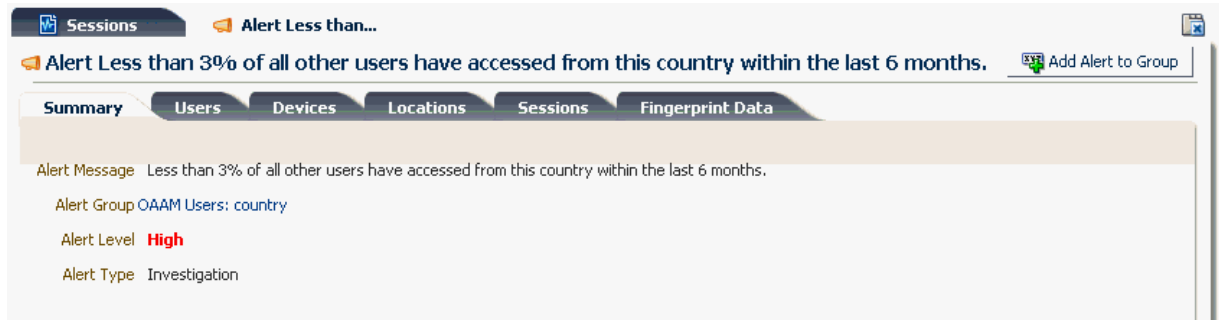 Sessions Alert Less than...
Alert Less than 3% of all other users have accessed from this country within the last 6 months. Add Alert to Group
Summary Users Devices Locations Sessions Fingerprint Data
Alert Message Less than 3% of all other users have accessed from this country within the last 6 months.
Alert Group OAAM Users: country
Alert Level High
Alert Type Investigation